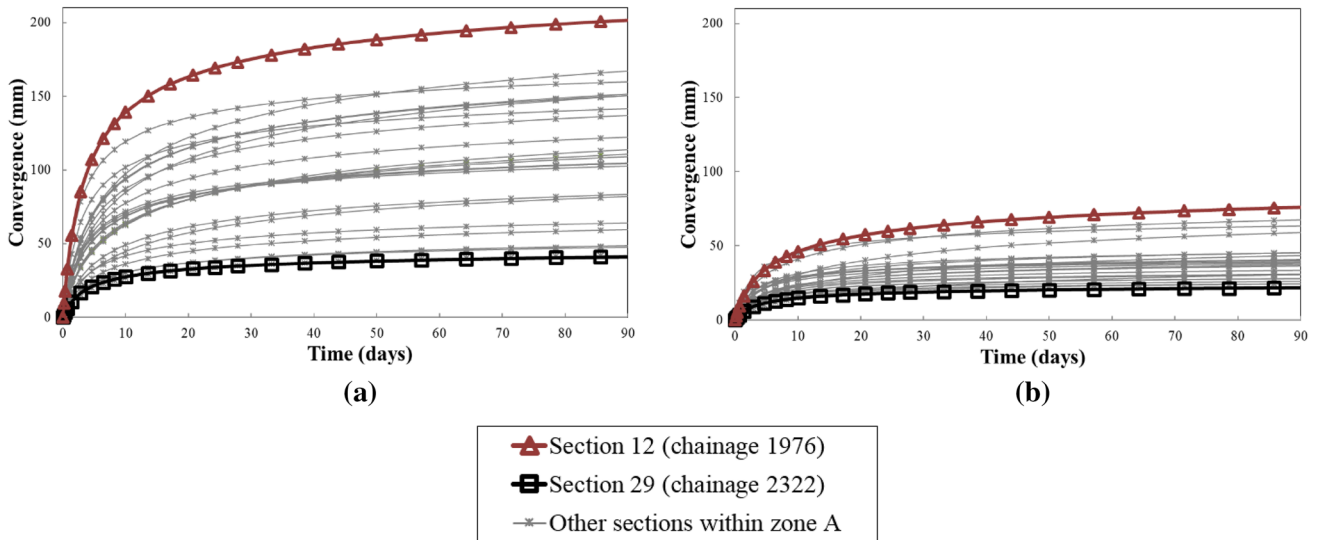 200
150
100
50
0
Convergence (mm)
0 10 20 30 40 50 60 70 80 90
Time (days)
(a)
200
150
100
50
0
Convergence (mm)
0 10 20 30 40 50 60 70 80 90
Time (days)
(b)
Section 12 (chainage 1976)
Section 29 (chainage 2322)
Other sections within zone A